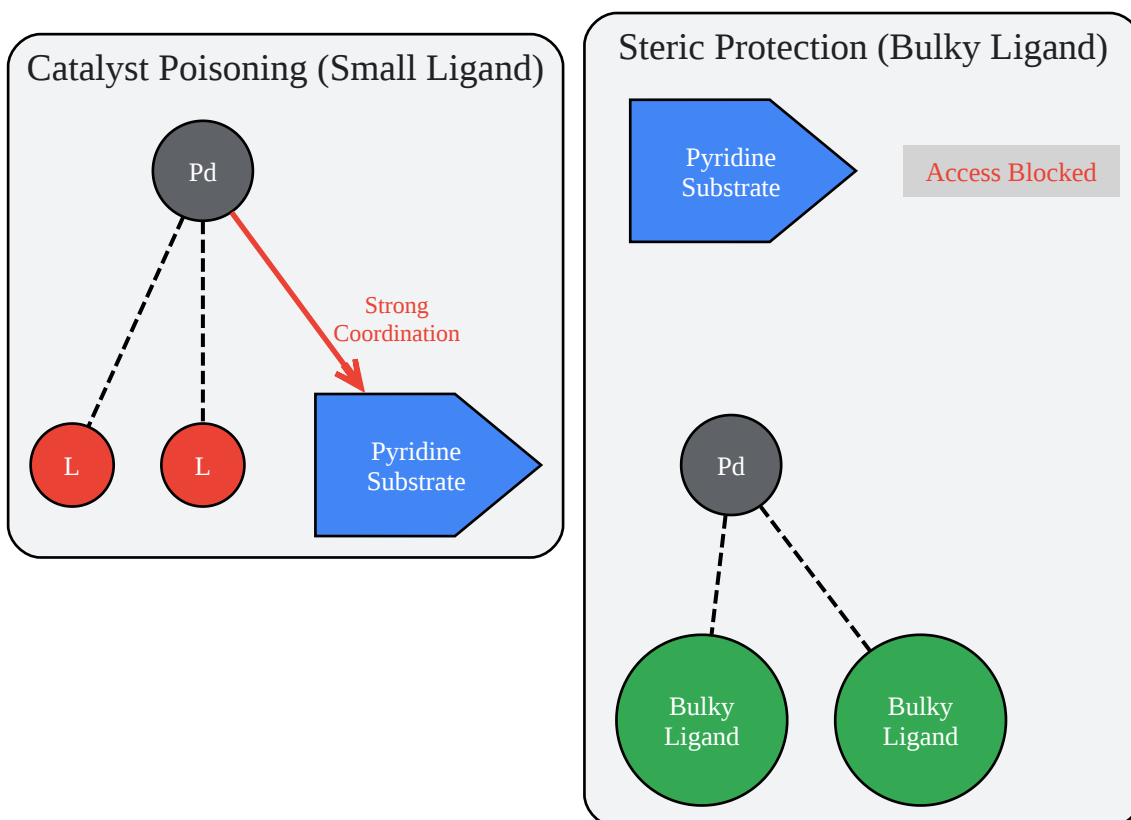 Catalyst Poisoning (Small Ligand)
Pd
Strong
Coordination
L
L
Pyridine
Substrate
Steric Protection (Bulky Ligand)
Pyridine
Substrate
Access Blocked
Pd
Bulky
Ligand
Bulky
Ligand